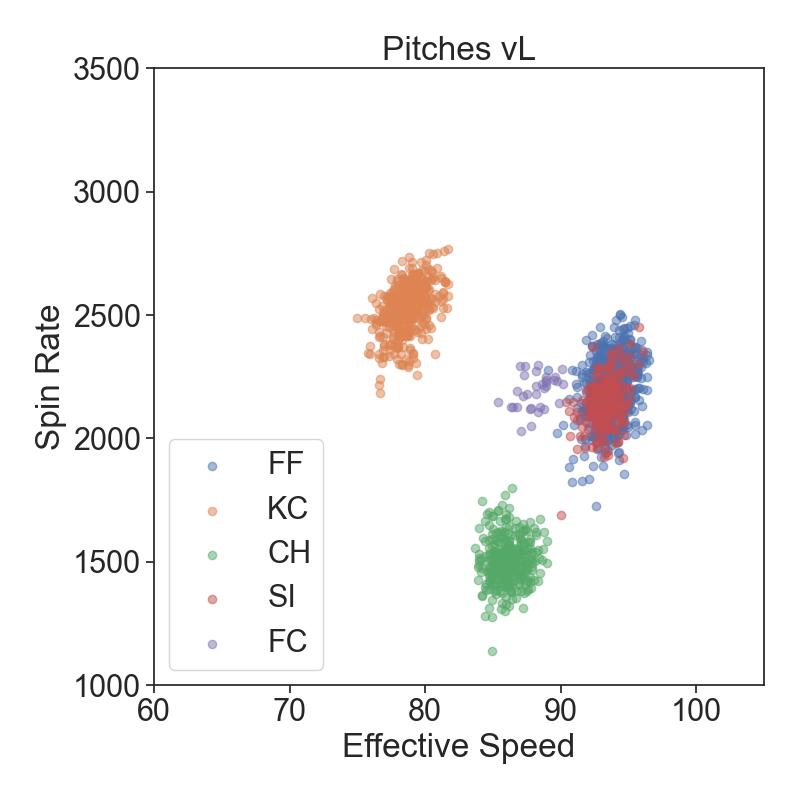 Pitches vL
3500
3000
2500
2000
1500
1000
Spin Rate
FF
KC
CH
SI
FC
60 70 80 90 100
Effective Speed